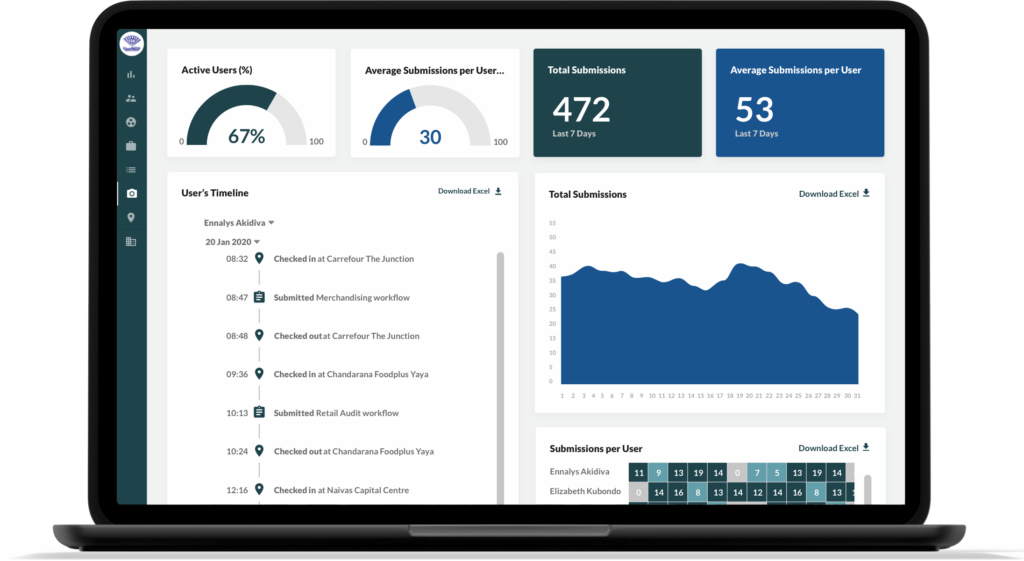 Active Users (%)
67%
0
100
Average Submissions per User...
30
0
100
Total Submissions
472
Last 7 Days
Average Submissions per User
53
Last 7 Days
User's Timeline
Download Excel
Ennalys Akidiva
20 Jan 2020
08:32 Checked in at Carrefour The Junction
08:47 Submitted Merchandising workflow
08:48 Checked out at Carrefour The Junction
09:36 Checked in at Chandarana Foodplus Yaya
10:13 Submitted Retail Audit workflow
10:24 Checked out at Chandarana Foodplus Yaya
12:16 Checked in at Naivas Capital Centre
Total Submissions
Download Excel
55
50
45
40
35
30
25
20
15
10
5
0
1 2 3 4 5 6 7 8 9 10 11 12 13 14 15 16 17 18 19 20 21 22 23 24 25 26 27 28 29 30 31
Submissions per User
Download Excel
Ennalys Akidiva 11 9 13 19 14 0 7 5 13 19 14
Elizabeth Kubondo 0 14 16 8 13 14 12 14 16 8 13